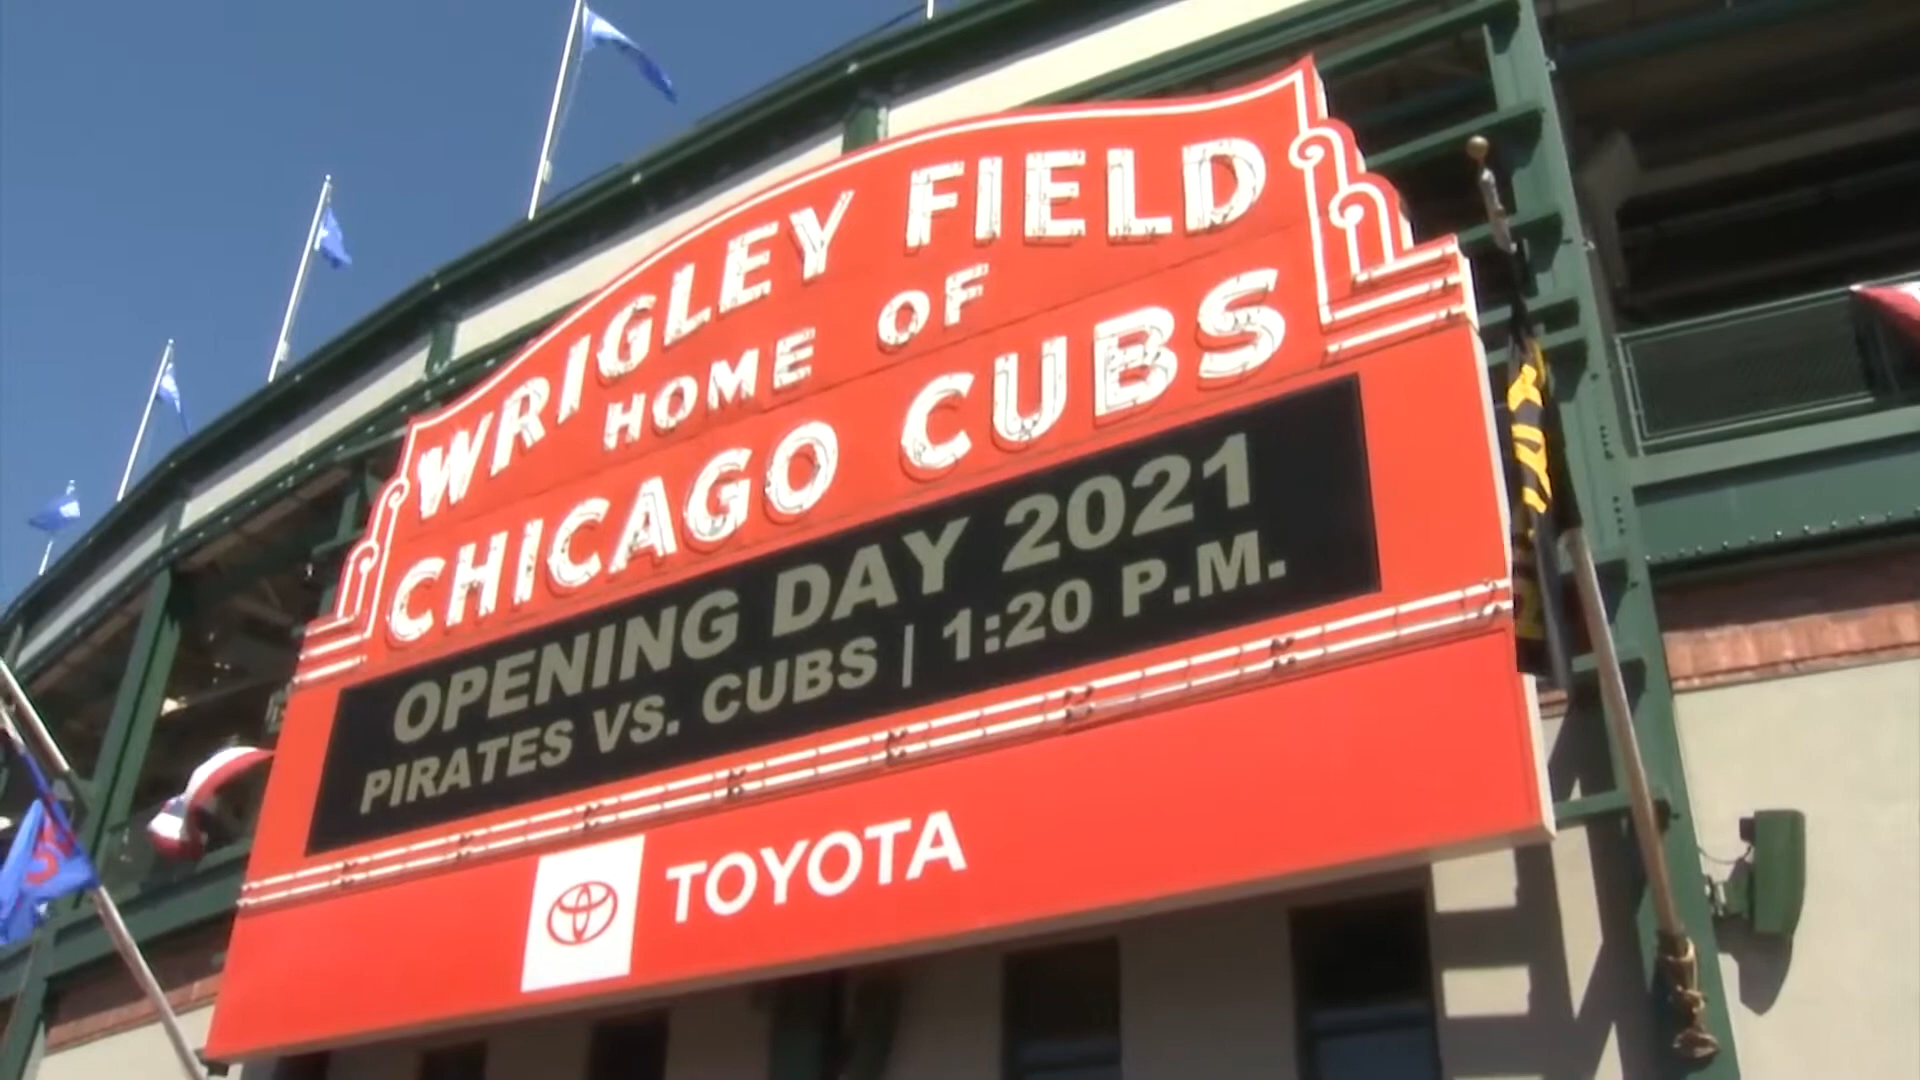 WRIGLEY FIELD
HOME OF
CHICAGO CUBS
OPENING DAY 2021
PIRATES VS. CUBS | 1:20 P.M.
TOYOTA